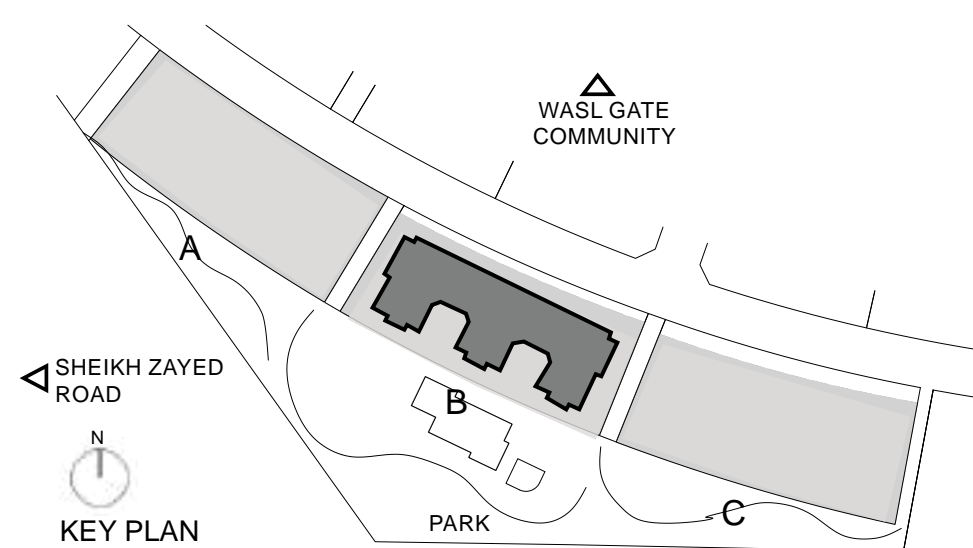 WASL GATE
COMMUNITY
A
SHEIKH ZAYED
ROAD
B
N
KEY PLAN
PARK
C